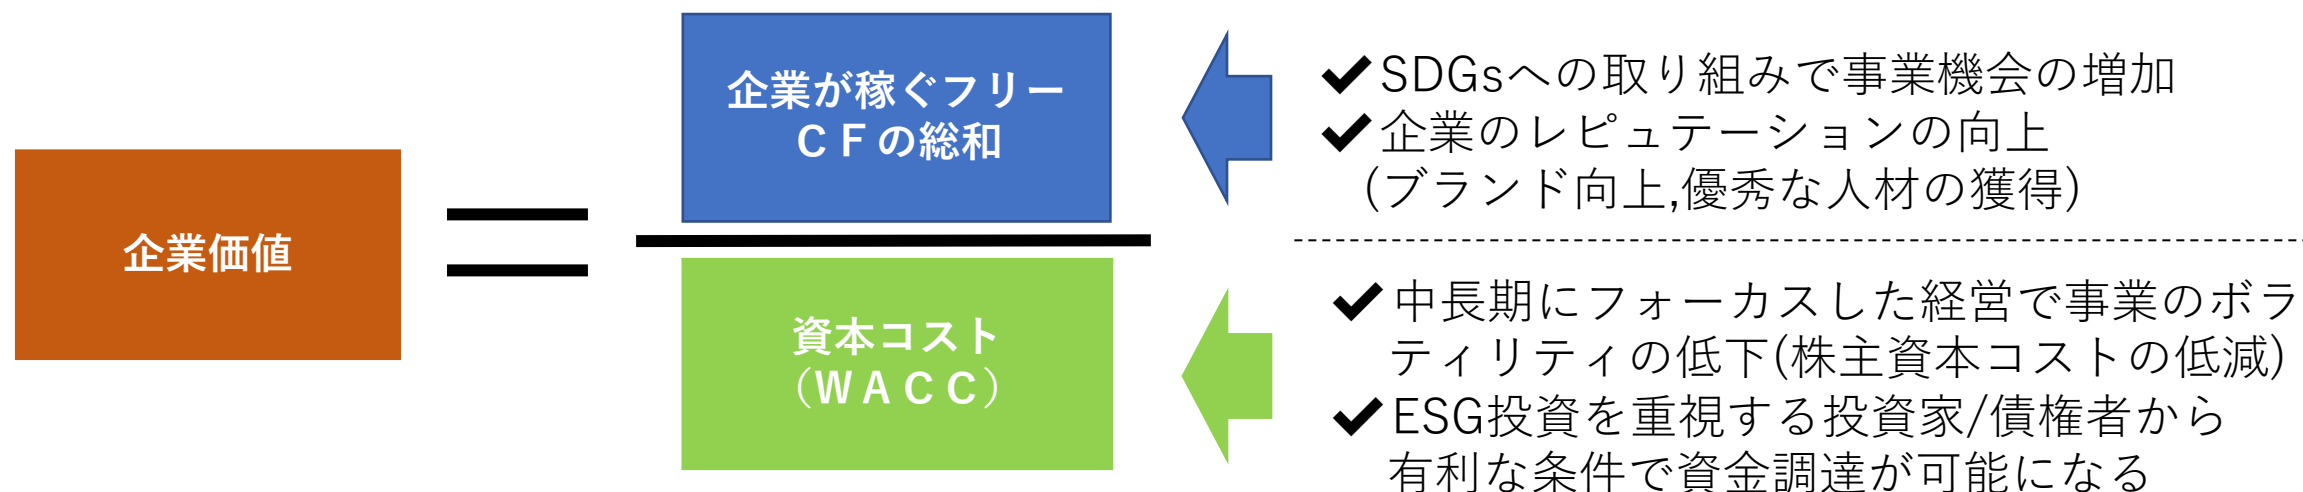 企業価値
企業が稼ぐフリー
ＣＦの総和
資本コスト
（ＷＡＣＣ）
✔SDGsへの取り組みで事業機会の増加
✔企業のレピュテーションの向上
(ブランド向上,優秀な人材の獲得)
✔中長期にフォーカスした経営で事業のボラ
ティリティの低下(株主資本コストの低減)
✔ESG投資を重視する投資家/債権者から
有利な条件で資金調達が可能になる